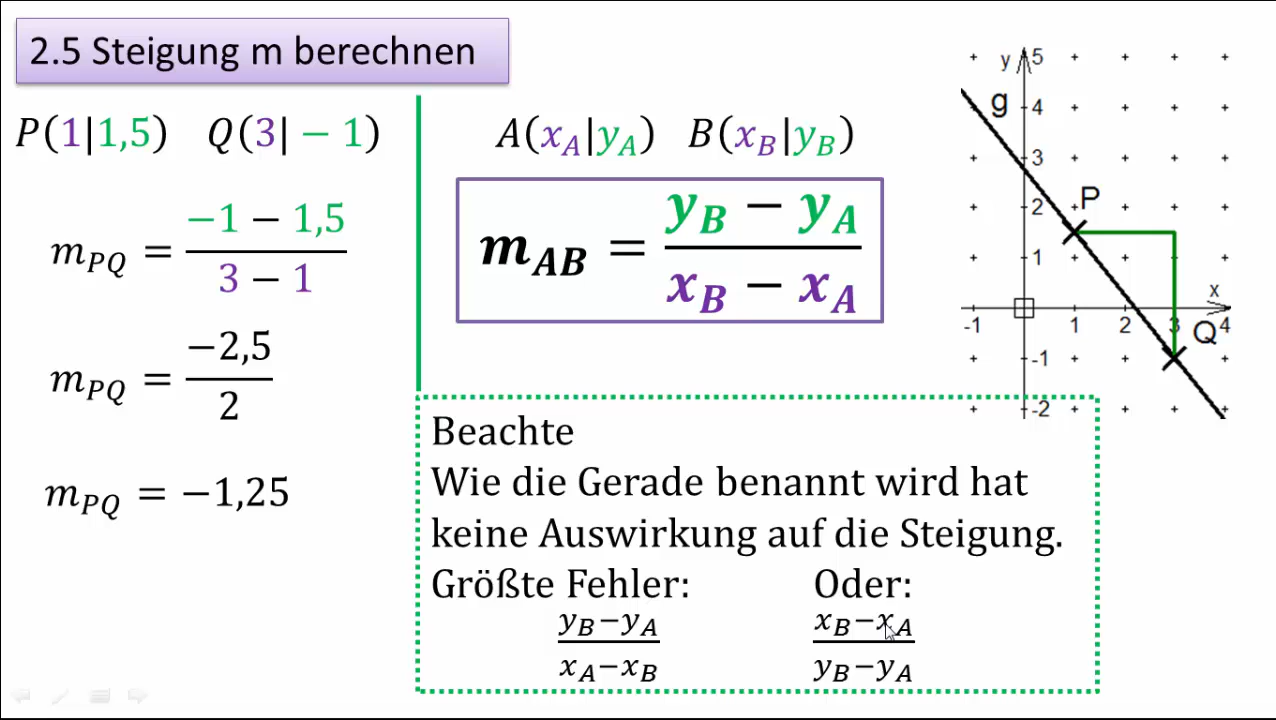 2.5 Steigung m berechnen
P(1|1,5) Q(3| − 1)
m_PQ = (−1 − 1,5)/(3 − 1)
m_PQ = (−2,5)/2
m_PQ = −1,25
A(x_A|y_A) B(x_B|y_B)
m_AB = (y_B − y_A)/(x_B − x_A)
Beachte
Wie die Gerade benannt wird hat
keine Auswirkung auf die Steigung.
Größte Fehler: Oder:
(y_B−y_A)/(x_A−x_B) (x_B−x_A)/(y_B−y_A)
y 5
g 4
3
2 P
1
x
-1 1 2 3 Q 4
-1
-2